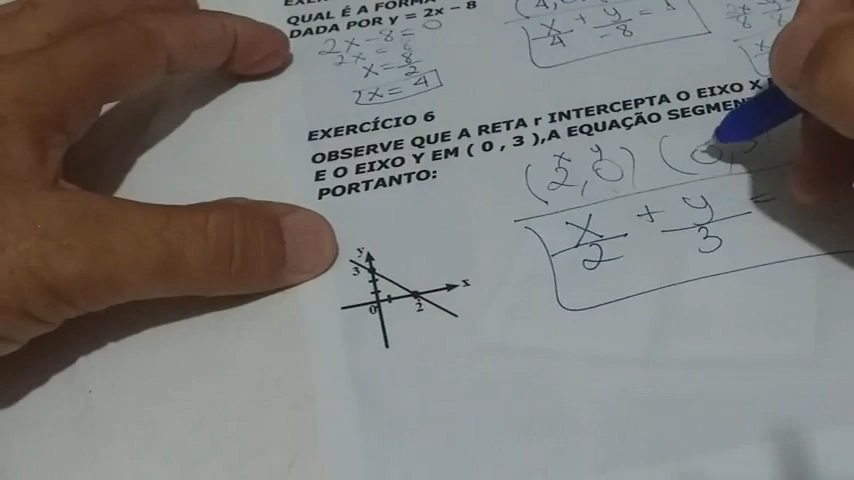 QUAL É A FORMA
DADA POR y = 2x - 8
2x-8=0
2x = 8
x = 8/2
x = 4
x/4 + y/-8 = 1
EXERCÍCIO 6
OBSERVE QUE A RETA r INTERCEPTA O EIXO X
E O EIXO Y EM ( 0 , 3 ),A EQUAÇÃO SEGMEN
PORTANTO:
x y
(2,0) (0,3
x/2 + y/3 =
y
3
x
0 2